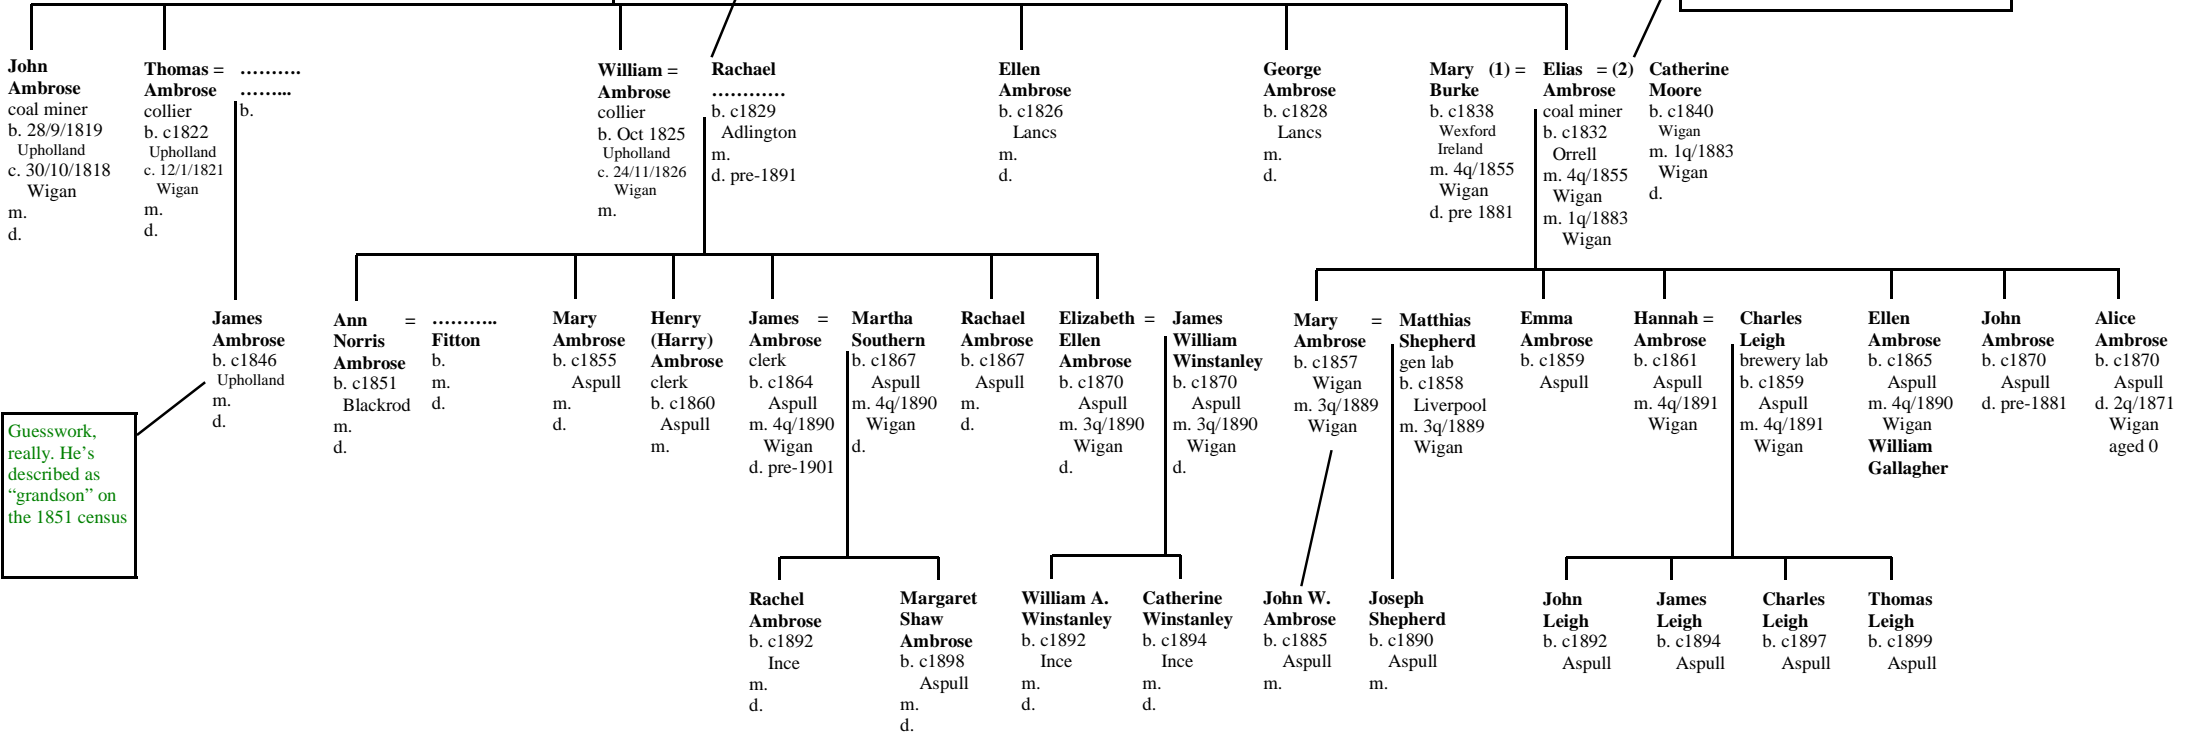 John
Ambrose
coal miner
b. 28/9/1819
Upholland
c. 30/10/1818
Wigan
m.
d.
Thomas = ……….
Ambrose ……...
collier
b.
b. c1822
Upholland
c. 12/1/1821
Wigan
m.
d.
William =
Ambrose
collier
b. Oct 1825
Upholland
c. 24/11/1826
Wigan
m.
Rachael
…………
b. c1829
Adlington
m.
d. pre-1891
Ellen
Ambrose
b. c1826
Lancs
m.
d.
George
Ambrose
b. c1828
Lancs
m.
d.
Mary (1) =
Burke
b. c1838
Wexford
Ireland
m. 4q/1855
Wigan
d. pre 1881
Elias = (2)
Ambrose
coal miner
b. c1832
Orrell
m. 4q/1855
Wigan
m. 1q/1883
Wigan
Catherine
Moore
b. c1840
Wigan
m. 1q/1883
Wigan
d.
James
Ambrose
b. c1846
Upholland
m.
d.
Guesswork,
really. He’s
described as
“grandson” on
the 1851 census
Ann =
Norris
Ambrose
b. c1851
Blackrod
m.
d.
………..
Fitton
b.
m.
d.
Mary
Ambrose
b. c1855
Aspull
m.
d.
Henry
(Harry)
Ambrose
clerk
b. c1860
Aspull
m.
James =
Ambrose
clerk
b. c1864
Aspull
m. 4q/1890
Wigan
d. pre-1901
Martha
Southern
b. c1867
Aspull
m. 4q/1890
Wigan
d.
Rachael
Ambrose
b. c1867
Aspull
m.
d.
Elizabeth =
Ellen
Ambrose
b. c1870
Aspull
m. 3q/1890
Wigan
d.
James
William
Winstanley
b. c1870
Aspull
m. 3q/1890
Wigan
d.
Mary =
Ambrose
b. c1857
Wigan
m. 3q/1889
Wigan
Matthias
Shepherd
gen lab
b. c1858
Liverpool
m. 3q/1889
Wigan
Emma
Ambrose
b. c1859
Aspull
Hannah =
Ambrose
b. c1861
Aspull
m. 4q/1891
Wigan
Charles
Leigh
brewery lab
b. c1859
Aspull
m. 4q/1891
Wigan
Ellen
Ambrose
b. c1865
Aspull
m. 4q/1890
Wigan
William
Gallagher
John
Ambrose
b. c1870
Aspull
d. pre-1881
Alice
Ambrose
b. c1870
Aspull
d. 2q/1871
Wigan
aged 0
Rachel
Ambrose
b. c1892
Ince
m.
d.
Margaret
Shaw
Ambrose
b. c1898
Aspull
m.
d.
William A.
Winstanley
b. c1892
Ince
m.
d.
Catherine
Winstanley
b. c1894
Ince
m.
d.
John W.
Ambrose
b. c1885
Aspull
m.
Joseph
Shepherd
b. c1890
Aspull
m.
John
Leigh
b. c1892
Aspull
James
Leigh
b. c1894
Aspull
Charles
Leigh
b. c1897
Aspull
Thomas
Leigh
b. c1899
Aspull